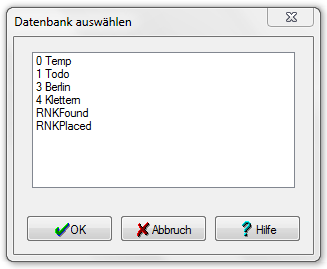 Datenbank auswählen
0 Temp
1 Todo
3 Berlin
4 Klettern
RNKFound
RNKPlaced
OK
Abbruch
Hilfe